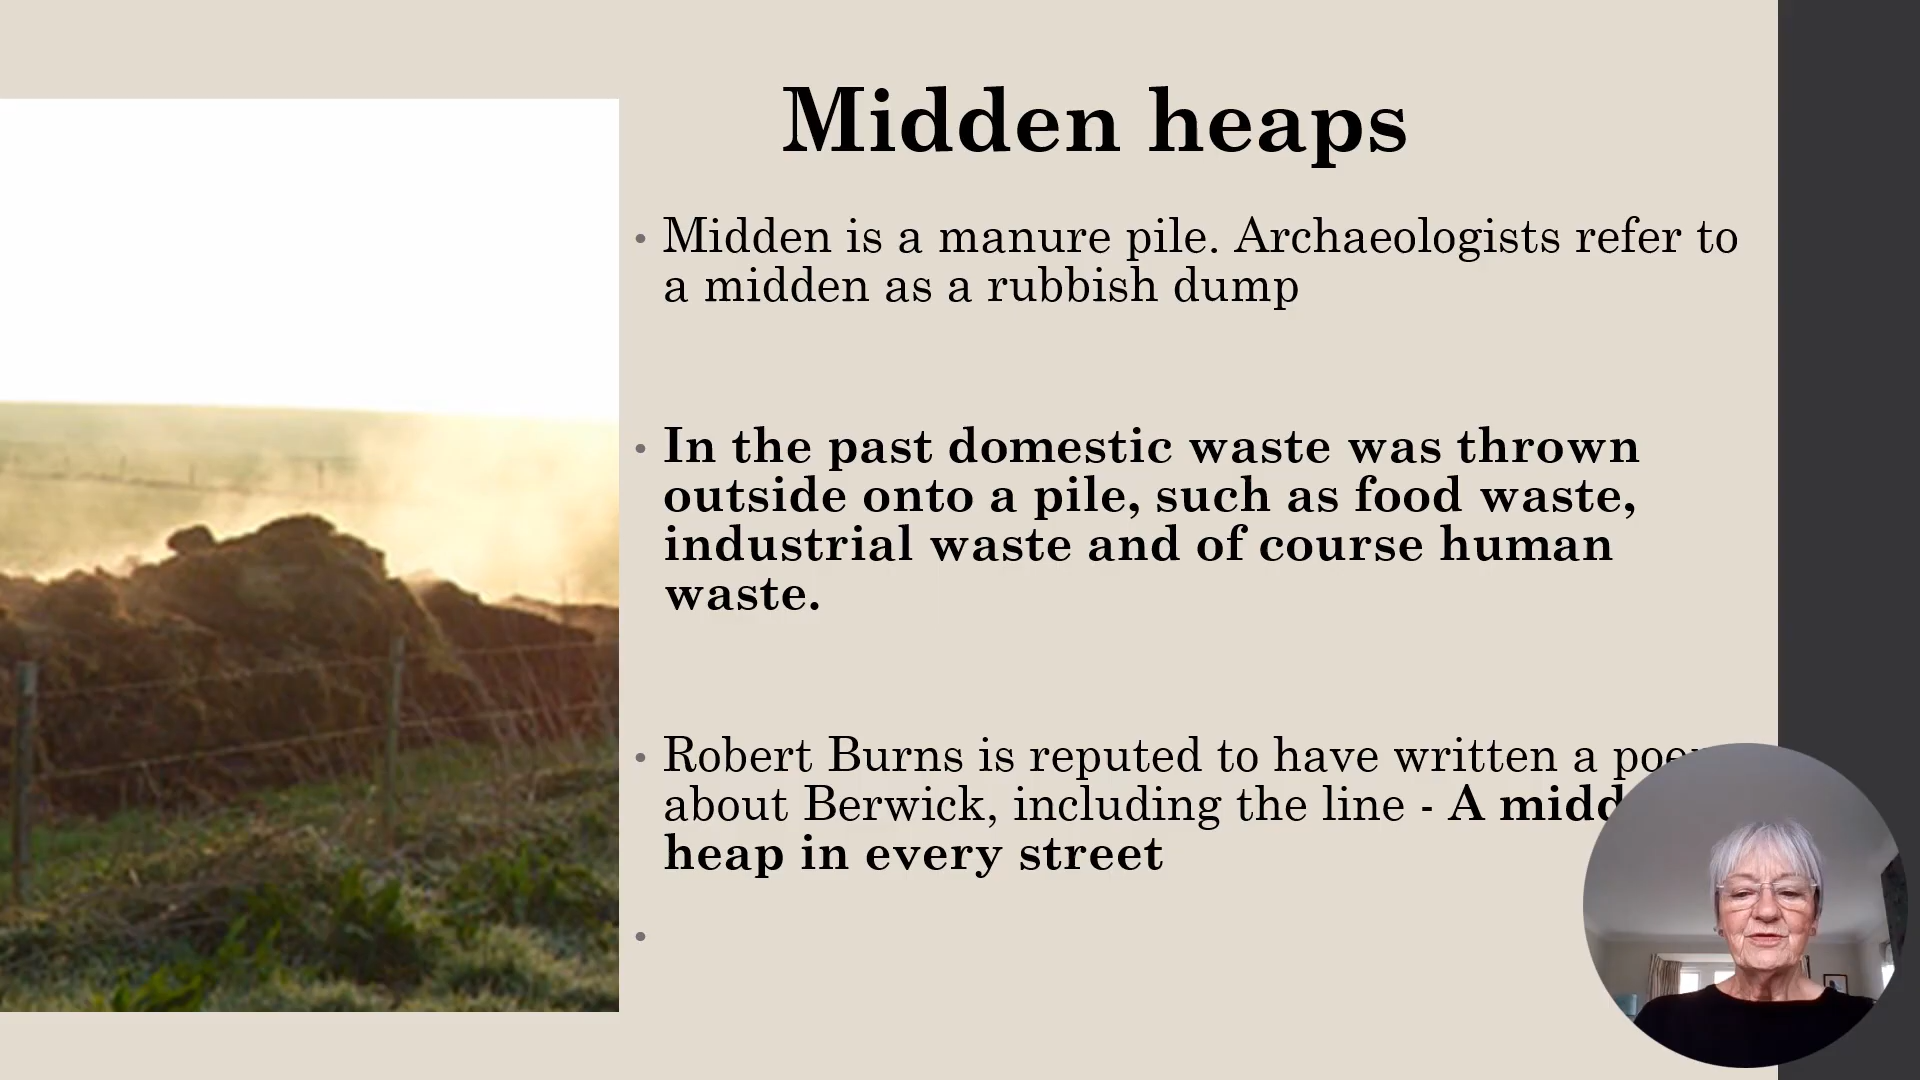 Midden heaps
• Midden is a manure pile. Archaeologists refer to
a midden as a rubbish dump
• In the past domestic waste was thrown
outside onto a pile, such as food waste,
industrial waste and of course human
waste.
• Robert Burns is reputed to have written a
about Berwick, including the line - A
heap in every street
•